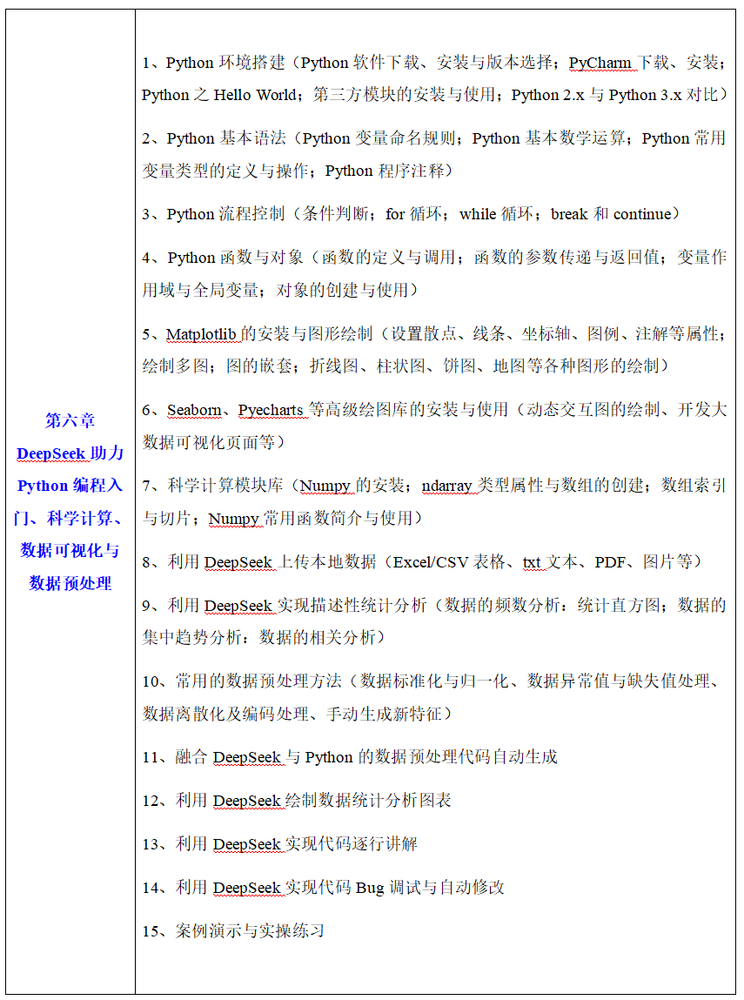 第六章
DeepSeek 助力
Python 编程入
门、科学计算、
数据可视化与
数据预处理
1、Python 环境搭建（Python 软件下载、安装与版本选择；PyCharm 下载、安装；
Python 之 Hello World；第三方模块的安装与使用；Python 2.x 与 Python 3.x 对比）
2、Python 基本语法（Python 变量命名规则；Python 基本数学运算；Python 常用
变量类型的定义与操作；Python 程序注释）
3、Python 流程控制（条件判断；for 循环；while 循环；break 和 continue）
4、Python 函数与对象（函数的定义与调用；函数的参数传递与返回值；变量作
用域与全局变量；对象的创建与使用）
5、Matplotlib 的安装与图形绘制（设置散点、线条、坐标轴、图例、注解等属性；
绘制多图；图的嵌套；折线图、柱状图、饼图、地图等各种图形的绘制）
6、Seaborn、Pyecharts 等高级绘图库的安装与使用（动态交互图的绘制、开发大
数据可视化页面等）
7、科学计算模块库（Numpy 的安装；ndarray 类型属性与数组的创建；数组索引
与切片；Numpy 常用函数简介与使用）
8、利用 DeepSeek 上传本地数据（Excel/CSV 表格、txt 文本、PDF、图片等）
9、利用 DeepSeek 实现描述性统计分析（数据的频数分析：统计直方图；数据的
集中趋势分析：数据的相关分析）
10、常用的数据预处理方法（数据标准化与归一化、数据异常值与缺失值处理、
数据离散化及编码处理、手动生成新特征）
11、融合 DeepSeek 与 Python 的数据预处理代码自动生成
12、利用 DeepSeek 绘制数据统计分析图表
13、利用 DeepSeek 实现代码逐行讲解
14、利用 DeepSeek 实现代码 Bug 调试与自动修改
15、案例演示与实操练习